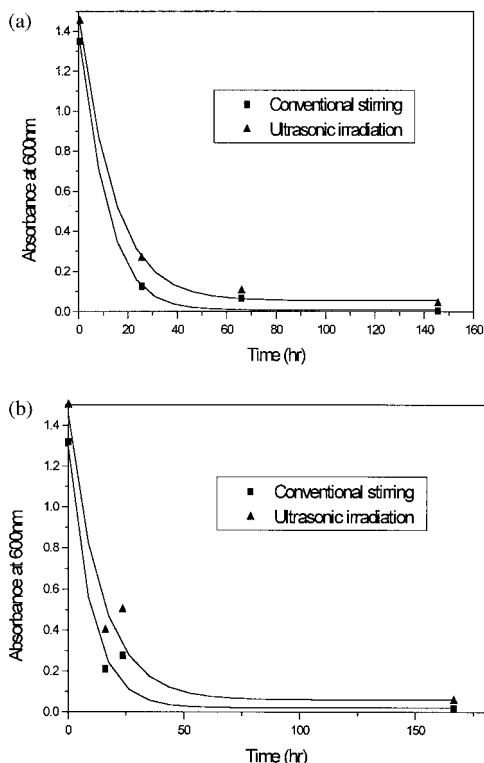 (a)
1.4
1.2
1.0
0.8
0.6
0.4
0.2
0.0
Absorbance at 600nm
Conventional stirring
Ultrasonic irradiation
0 20 40 60 80 100 120 140 160
Time (hr)
(b)
1.4
1.2
1.0
0.8
0.6
0.4
0.2
0.0
Absorbance at 600nm
Conventional stirring
Ultrasonic irradiation
0 50 100 150
Time (hr)